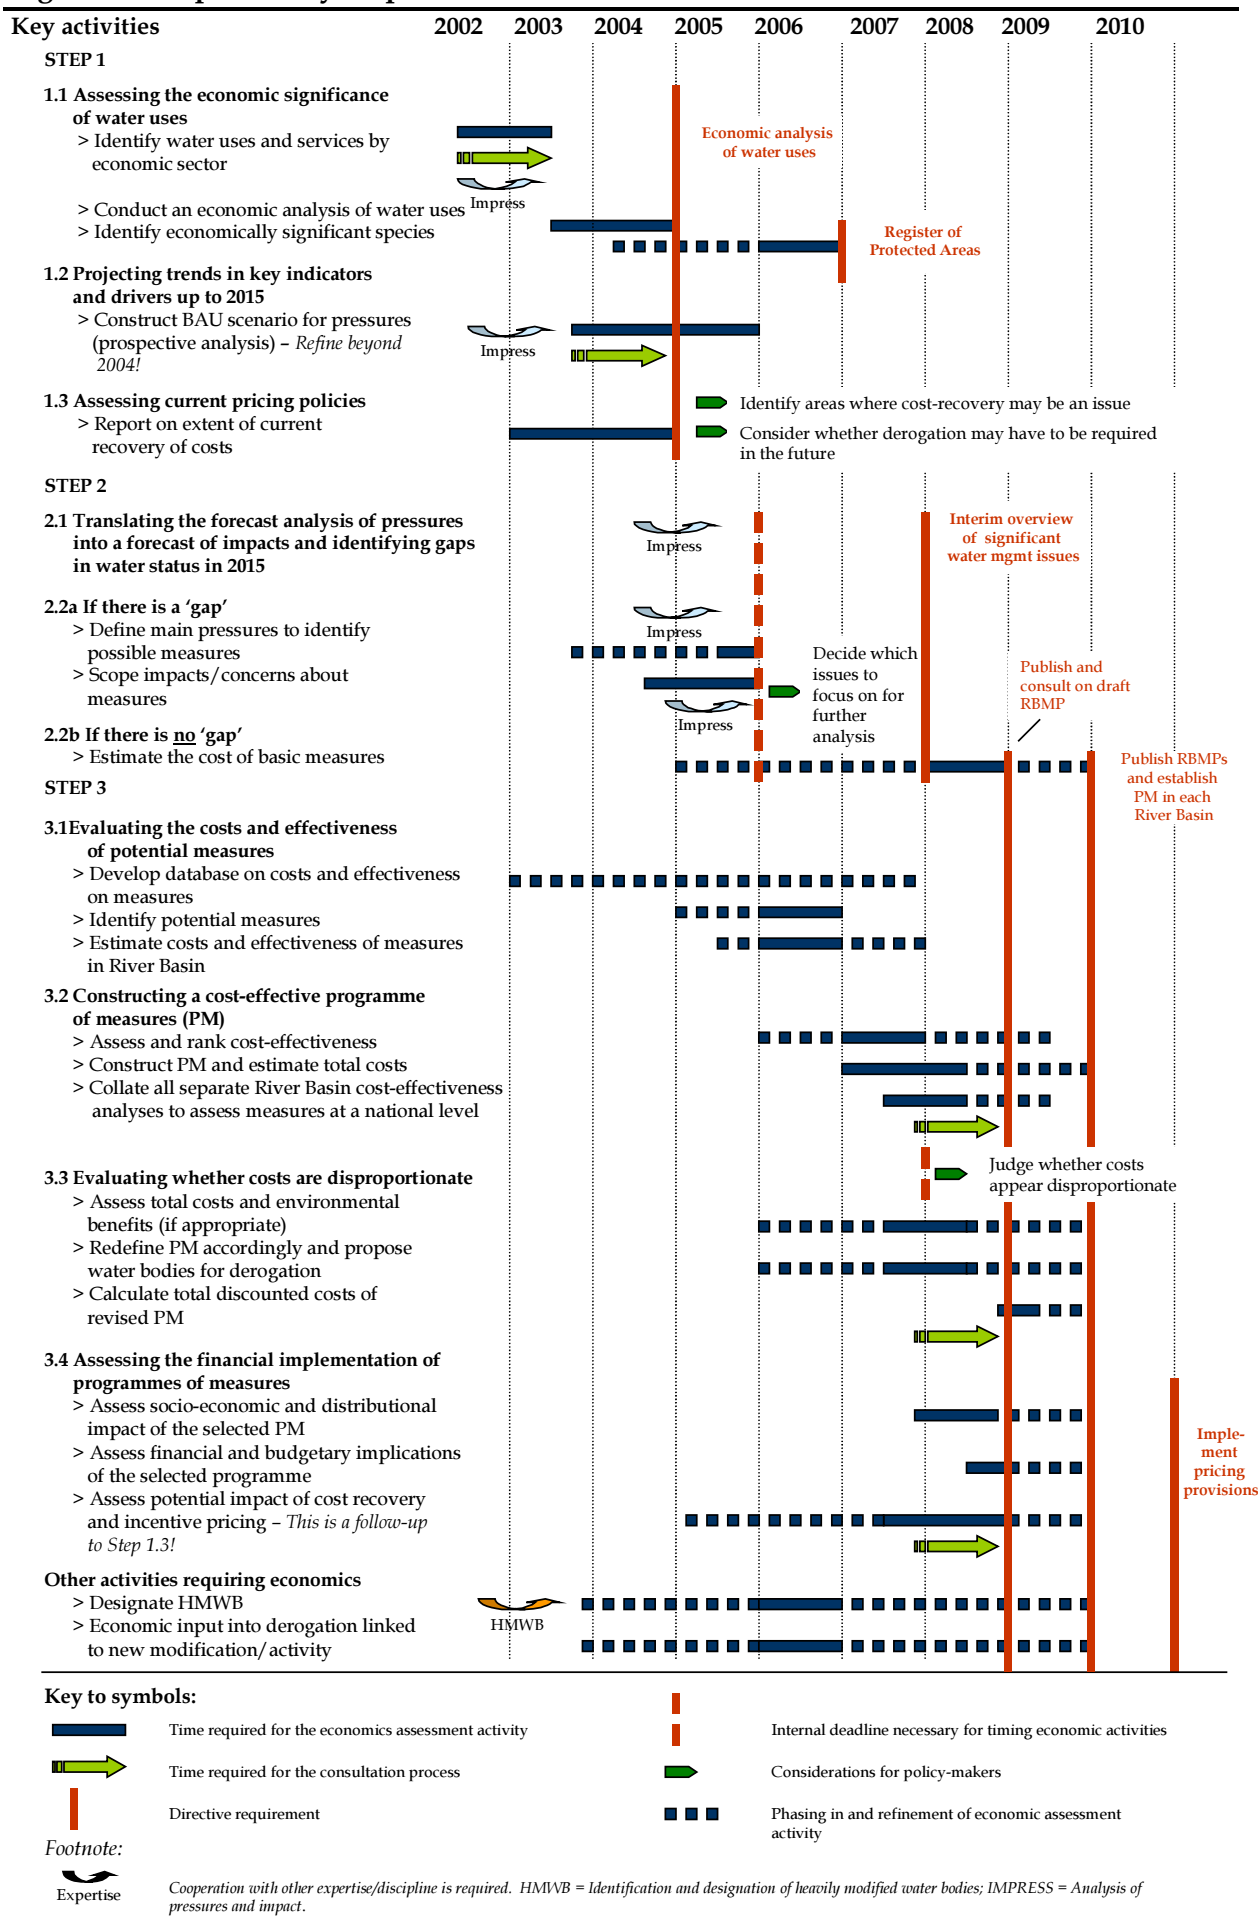 Key activities 2002 2003 2004 2005 2006 2007 2008 2009 2010
STEP 1
1.1 Assessing the economic significance
of water uses
> Identify water uses and services by
economic sector
Economic analysis
of water uses
Impress
> Conduct an economic analysis of water uses
> Identify economically significant species
Register of
Protected Areas
1.2 Projecting trends in key indicators
and drivers up to 2015
> Construct BAU scenario for pressures
(prospective analysis) – Refine beyond
2004!
Impress
1.3 Assessing current pricing policies
> Report on extent of current
recovery of costs
Identify areas where cost-recovery may be an issue
Consider whether derogation may have to be required
in the future
STEP 2
2.1 Translating the forecast analysis of pressures
into a forecast of impacts and identifying gaps
in water status in 2015
Impress
Interim overview
of significant
water mgmt issues
2.2a If there is a ‘gap’
> Define main pressures to identify
possible measures
> Scope impacts/concerns about
measures
Impress
Impress
Decide which
issues to
focus on for
further
analysis
Publish and
consult on draft
RBMP
2.2b If there is no ‘gap’
> Estimate the cost of basic measures
Publish RBMPs
and establish
PM in each
River Basin
STEP 3
3.1Evaluating the costs and effectiveness
of potential measures
> Develop database on costs and effectiveness
on measures
> Identify potential measures
> Estimate costs and effectiveness of measures
in River Basin
3.2 Constructing a cost-effective programme
of measures (PM)
> Assess and rank cost-effectiveness
> Construct PM and estimate total costs
> Collate all separate River Basin cost-effectiveness
analyses to assess measures at a national level
3.3 Evaluating whether costs are disproportionate
> Assess total costs and environmental
benefits (if appropriate)
> Redefine PM accordingly and propose
water bodies for derogation
> Calculate total discounted costs of
revised PM
Judge whether costs
appear disproportionate
3.4 Assessing the financial implementation of
programmes of measures
> Assess socio-economic and distributional
impact of the selected PM
> Assess financial and budgetary implications
of the selected programme
> Assess potential impact of cost recovery
and incentive pricing – This is a follow-up
to Step 1.3!
Imple-
ment
pricing
provisions
Other activities requiring economics
> Designate HMWB
> Economic input into derogation linked
to new modification/activity
HMWB
Key to symbols:
Time required for the economics assessment activity
Internal deadline necessary for timing economic activities
Time required for the consultation process
Considerations for policy-makers
Directive requirement
Phasing in and refinement of economic assessment
activity
Footnote:
Expertise
Cooperation with other expertise/discipline is required. HMWB = Identification and designation of heavily modified water bodies; IMPRESS = Analysis of
pressures and impact.